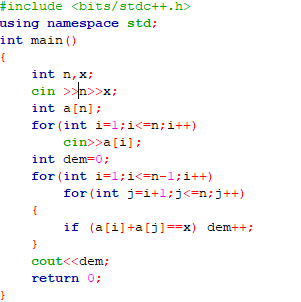 #include <bits/stdc++.h>
using namespace std;
int main()
{
    int n,x;
    cin >>n>>x;
    int a[n];
    for(int i=1;i<=n;i++)
        cin>>a[i];
    int dem=0;
    for(int i=1;i<=n-1;i++)
        for(int j=i+1;j<=n;j++)
    {
        if (a[i]+a[j]==x) dem++;
    }
    cout<<dem;
    return 0;
}